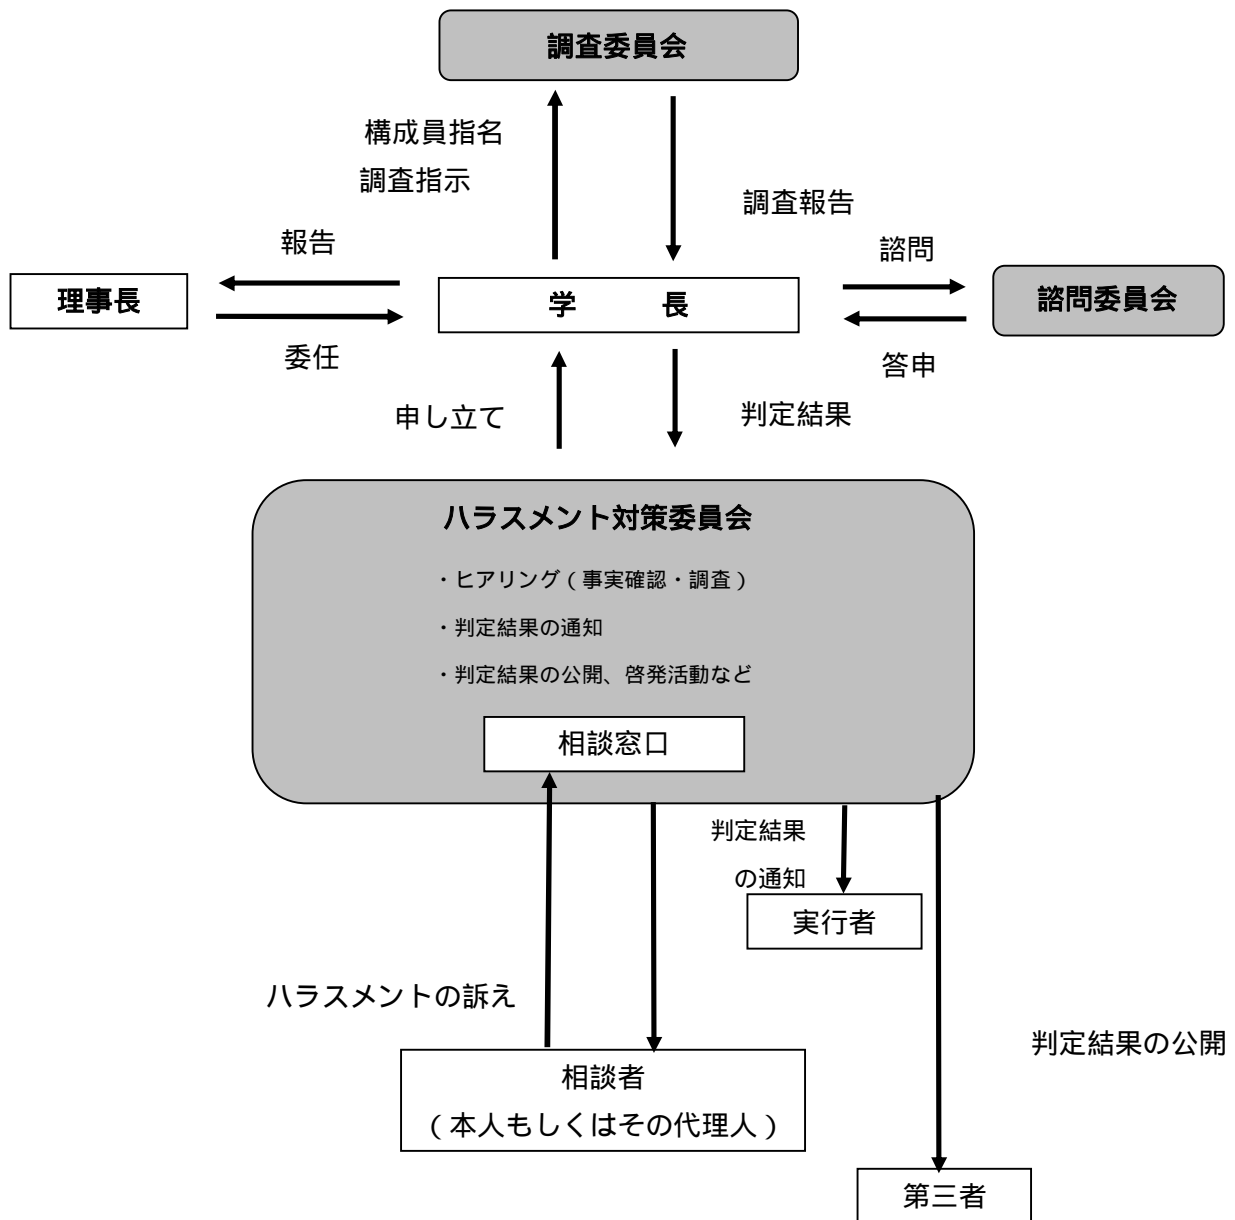 調査委員会
構成員指名
調査指示
調査報告
報告
諮問
理事長
学　　　長
諮問委員会
委任
答申
申し立て
判定結果
ハラスメント対策委員会
・ヒアリング（事実確認・調査）
・判定結果の通知
・判定結果の公開、啓発活動など
相談窓口
判定結果
の通知
実行者
ハラスメントの訴え
判定結果の公開
相談者
（本人もしくはその代理人）
第三者